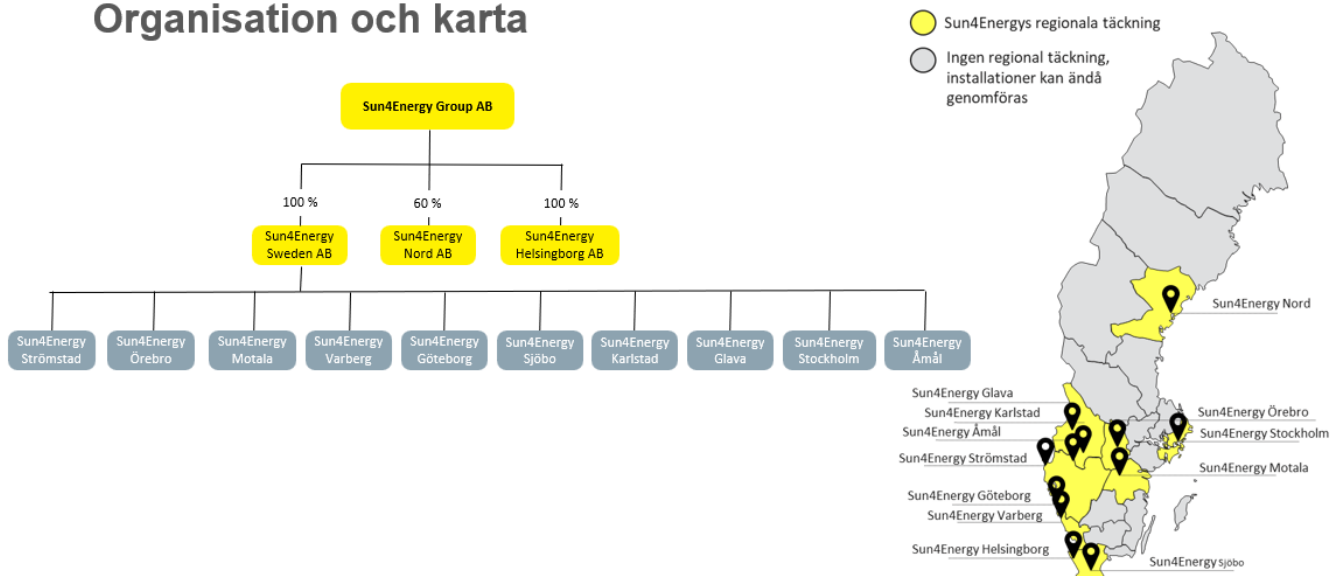 Organisation och karta
Sun4Energy Group AB
100 %
60 %
100 %
Sun4Energy
Sweden AB
Sun4Energy
Nord AB
Sun4Energy
Helsingborg AB
Sun4Energy
Strömstad
Sun4Energy
Örebro
Sun4Energy
Motala
Sun4Energy
Varberg
Sun4Energy
Göteborg
Sun4Energy
Sjöbo
Sun4Energy
Karlstad
Sun4Energy
Glava
Sun4Energy
Stockholm
Sun4Energy
Åmål
Sun4Energys regionala täckning
Ingen regional täckning,
installationer kan ändå
genomföras
Sun4Energy Nord
Sun4Energy Glava
Sun4Energy Karlstad
Sun4Energy Åmål
Sun4Energy Strömstad
Sun4Energy Göteborg
Sun4Energy Varberg
Sun4Energy Helsingborg
Sun4Energy Örebro
Sun4Energy Stockholm
Sun4Energy Motala
Sun4Energy Sjöbo